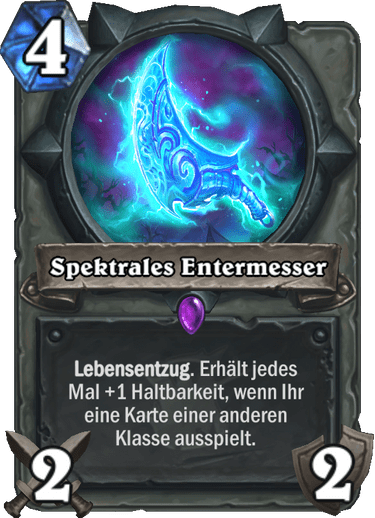 4
Spektrales Entermesser
Lebensentzug. Erhält jedes
Mal +1 Haltbarkeit, wenn Ihr
eine Karte einer anderen
Klasse ausspielt.
2
2